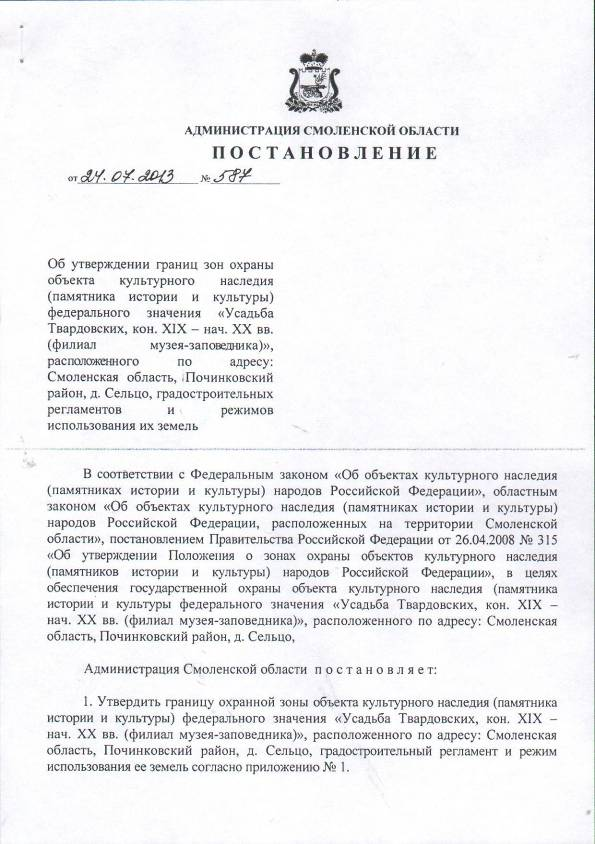 АДМИНИСТРАЦИЯ СМОЛЕНСКОЙ ОБЛАСТИ
ПОСТАНОВЛЕНИЕ
от 24.07.2013 № 587
Об утверждении границ зон охраны
объекта культурного наследия
(памятника истории и культуры)
федерального значения «Усадьба
Твардовских, кон. XIX – нач. XX вв.
(филиал музея-заповедника)»,
расположенного по адресу:
Смоленская область, Починковский
район, д. Сельцо, градостроительных
регламентов и режимов
использования их земель
В соответствии с Федеральным законом «Об объектах культурного наследия
(памятниках истории и культуры) народов Российской Федерации», областным
законом «Об объектах культурного наследия (памятниках истории и культуры)
народов Российской Федерации, расположенных на территории Смоленской
области», постановлением Правительства Российской Федерации от 26.04.2008 № 315
«Об утверждении Положения о зонах охраны объектов культурного наследия
(памятников истории и культуры) народов Российской Федерации», в целях
обеспечения государственной охраны объекта культурного наследия (памятника
истории и культуры федерального значения «Усадьба Твардовских, кон. XIX –
нач. XX вв. (филиал музея-заповедника)», расположенного по адресу: Смоленская
область, Починковский район, д. Сельцо,
Администрация Смоленской области п о с т а н о в л я е т:
1. Утвердить границу охранной зоны объекта культурного наследия (памятника
истории и культуры) федерального значения «Усадьба Твардовских, кон. XIX –
нач. XX вв. (филиал музея-заповедника)», расположенного по адресу: Смоленская
область, Починковский район, д. Сельцо, градостроительный регламент и режим
использования ее земель согласно приложению № 1.